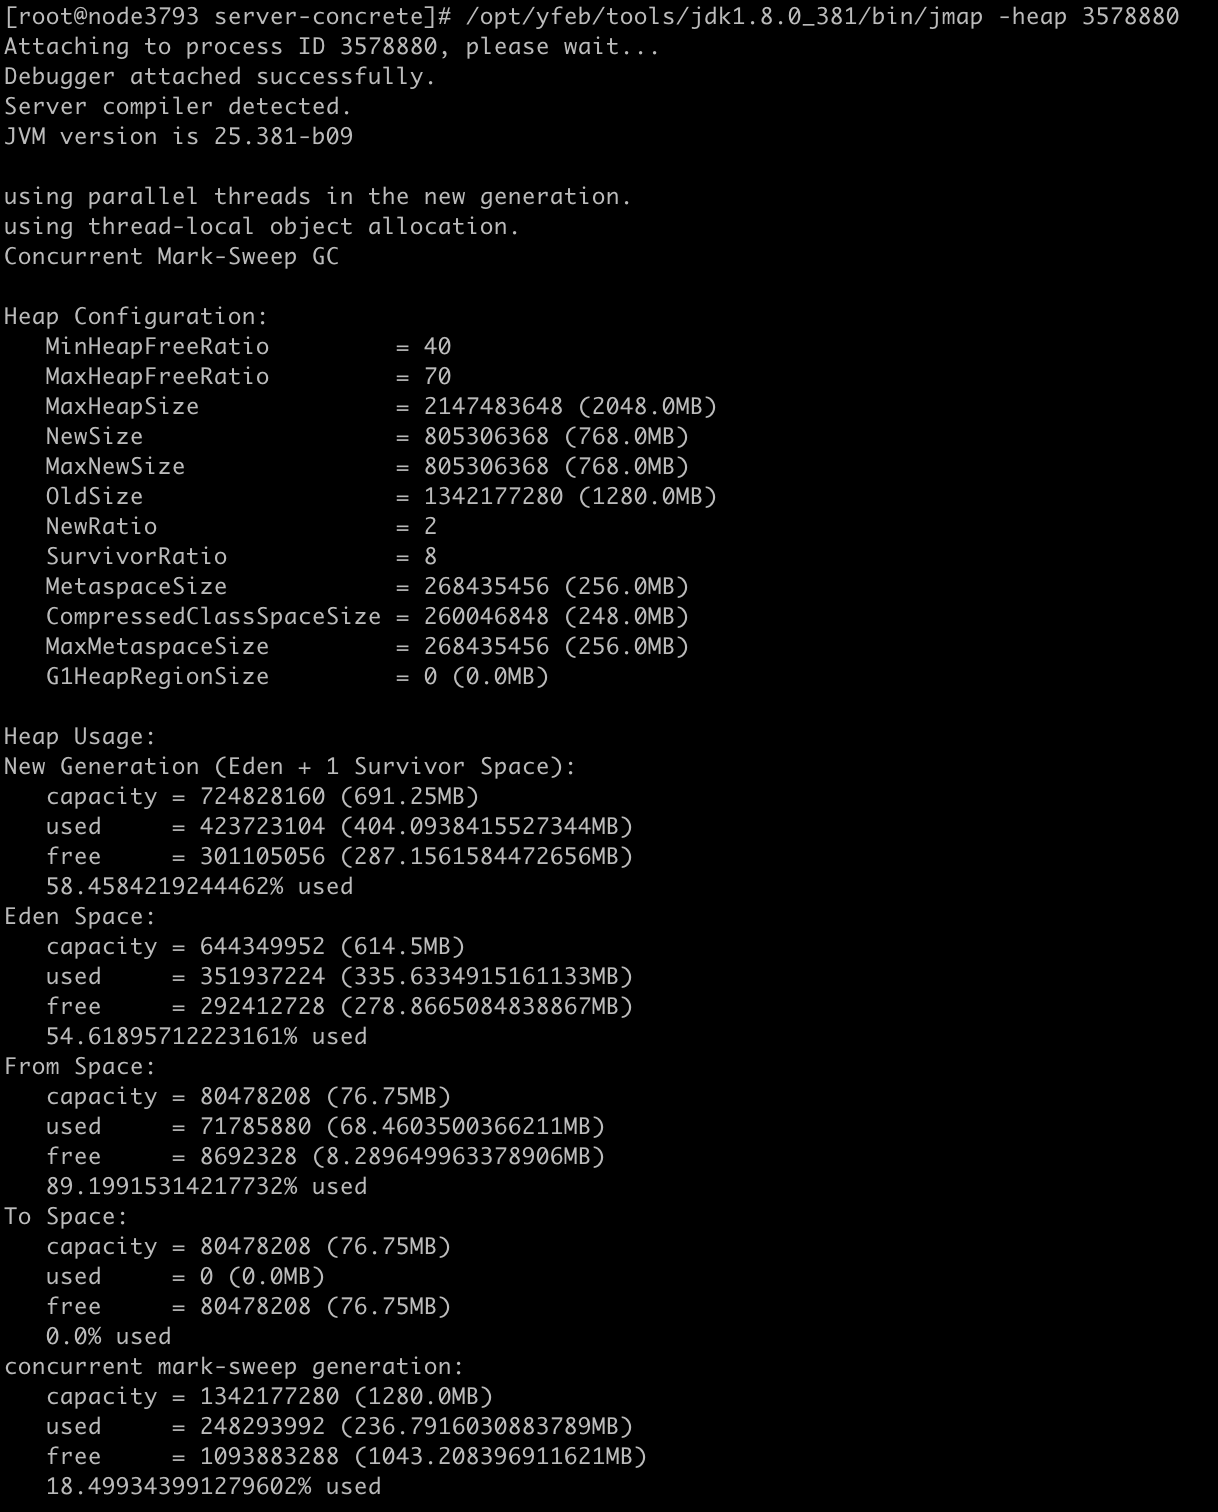 [root@node3793 server-concrete]# /opt/yfeb/tools/jdk1.8.0_381/bin/jmap -heap 3578880
Attaching to process ID 3578880, please wait...
Debugger attached successfully.
Server compiler detected.
JVM version is 25.381-b09

using parallel threads in the new generation.
using thread-local object allocation.
Concurrent Mark-Sweep GC

Heap Configuration:
   MinHeapFreeRatio         = 40
   MaxHeapFreeRatio         = 70
   MaxHeapSize              = 2147483648 (2048.0MB)
   NewSize                  = 805306368 (768.0MB)
   MaxNewSize               = 805306368 (768.0MB)
   OldSize                  = 1342177280 (1280.0MB)
   NewRatio                 = 2
   SurvivorRatio            = 8
   MetaspaceSize            = 268435456 (256.0MB)
   CompressedClassSpaceSize = 260046848 (248.0MB)
   MaxMetaspaceSize         = 268435456 (256.0MB)
   G1HeapRegionSize         = 0 (0.0MB)

Heap Usage:
New Generation (Eden + 1 Survivor Space):
   capacity = 724828160 (691.25MB)
   used     = 423723104 (404.0938415527344MB)
   free     = 301105056 (287.1561584472656MB)
   58.4584219244462% used
Eden Space:
   capacity = 644349952 (614.5MB)
   used     = 351937224 (335.6334915161133MB)
   free     = 292412728 (278.8665084838867MB)
   54.61895712223161% used
From Space:
   capacity = 80478208 (76.75MB)
   used     = 71785880 (68.4603500366211MB)
   free     = 8692328 (8.289649963378906MB)
   89.19915314217732% used
To Space:
   capacity = 80478208 (76.75MB)
   used     = 0 (0.0MB)
   free     = 80478208 (76.75MB)
   0.0% used
concurrent mark-sweep generation:
   capacity = 1342177280 (1280.0MB)
   used     = 248293992 (236.7916030883789MB)
   free     = 1093883288 (1043.208396911621MB)
   18.499343991279602% used